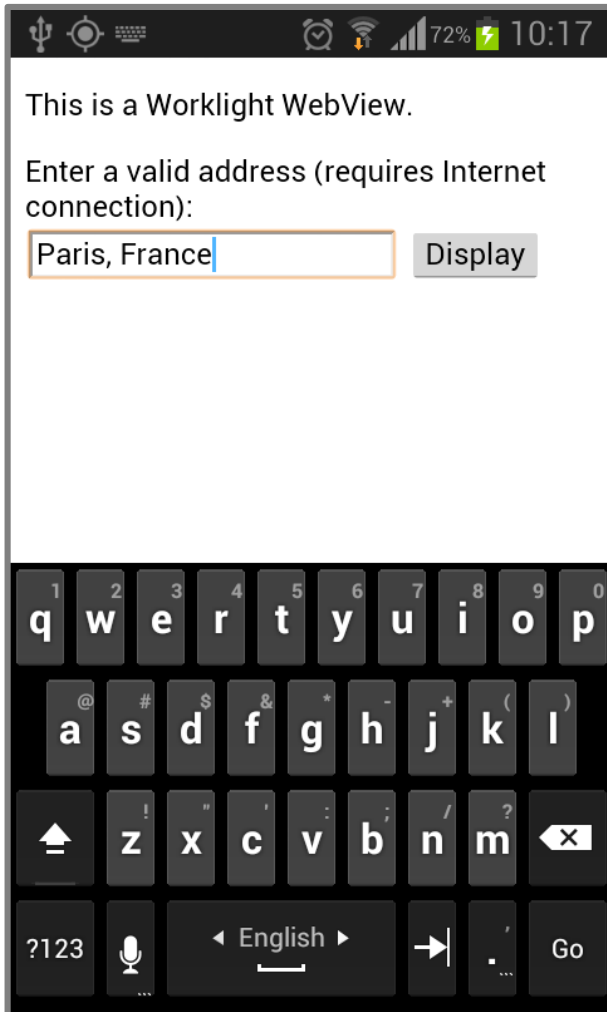 72% 10:17
This is a Worklight WebView.
Enter a valid address (requires Internet
connection):
Paris, France Display
1 2 3 4 5 6 7 8 9 0
q w e r t y u i o p
@ # $ & * - + ( )
a s d f g h j k l
! " ' : ; / ?
z x c v b n m
?123 English . , ... Go
...